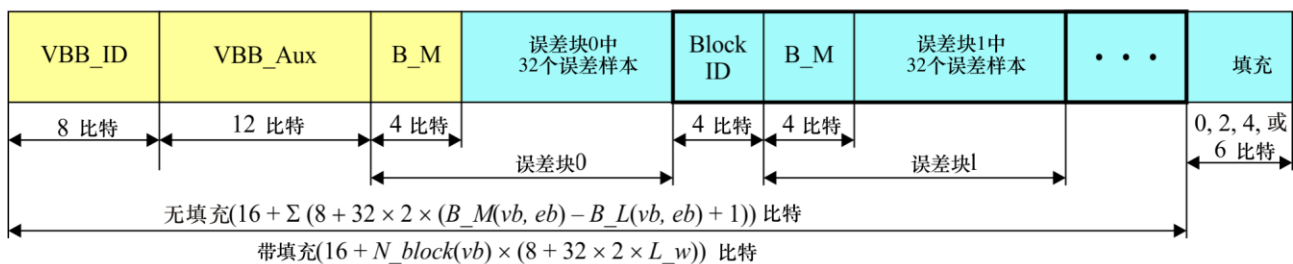 VBB_ID
VBB_Aux
B_M
误差块0中
32个误差样本
Block
ID
B_M
误差块1中
32个误差样本
• • •
填充
8 比特
12 比特
4 比特
4 比特
4 比特
0, 2, 4, 或
6 比特
误差块0
误差块1
无填充(16 + Σ (8 + 32 × 2 × (B_M(vb, eb) – B_L(vb, eb) + 1)) 比特
带填充(16 + N_block(vb) × (8 + 32 × 2 × L_w)) 比特